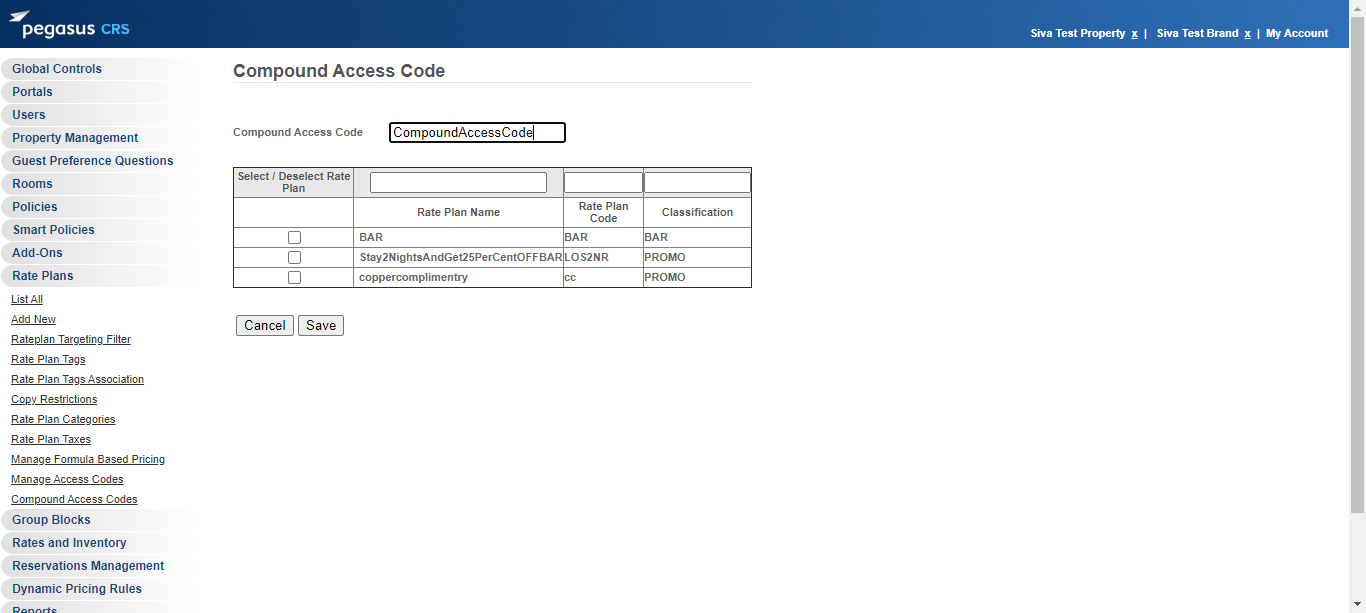 pegasus CRS
Siva Test Property x | Siva Test Brand x | My Account
Global Controls
Portals
Users
Property Management
Guest Preference Questions
Rooms
Policies
Smart Policies
Add-Ons
Rate Plans
List All
Add New
Rateplan Targeting Filter
Rate Plan Tags
Rate Plan Tags Association
Copy Restrictions
Rate Plan Categories
Rate Plan Taxes
Manage Formula Based Pricing
Manage Access Codes
Compound Access Codes
Group Blocks
Rates and Inventory
Reservations Management
Dynamic Pricing Rules
Reports
Compound Access Code
Compound Access Code CompoundAccessCode
Select / Deselect Rate
Plan
Rate Plan Name Rate Plan Code Classification
BAR BAR BAR
Stay2NightsAndGet25PerCentOFFBAR LOS2NR PROMO
coppercomplimentry cc PROMO
Cancel Save